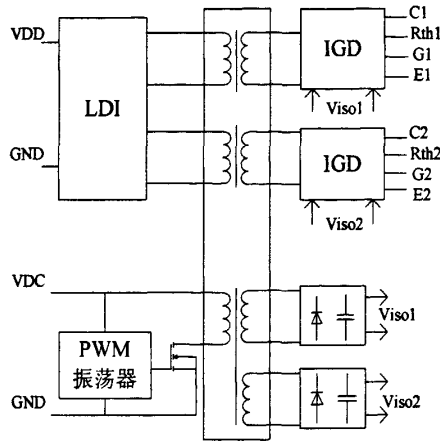 VDD
LDI
GND
IGD
C1
Rth1
G1
E1
Viso1
IGD
C2
Rth2
G2
E2
Viso2
VDC
PWM
振荡器
GND
Viso1
Viso2